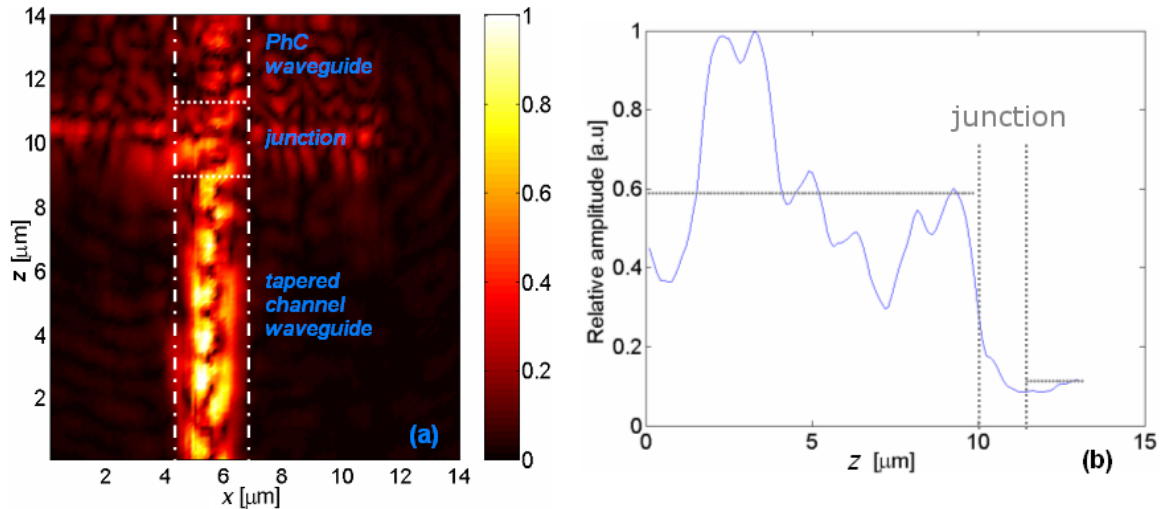 14
12
10
8
6
4
2
z [μm]
2
4
6
8
10
12
14
x [μm]
PhC
waveguide
junction
tapered
channel
waveguide
(a)
1
0.8
0.6
0.4
0.2
0
1
0.8
0.6
0.4
0.2
0
Relative amplitude [a.u]
junction
0
5
10
15
z [μm]
(b)